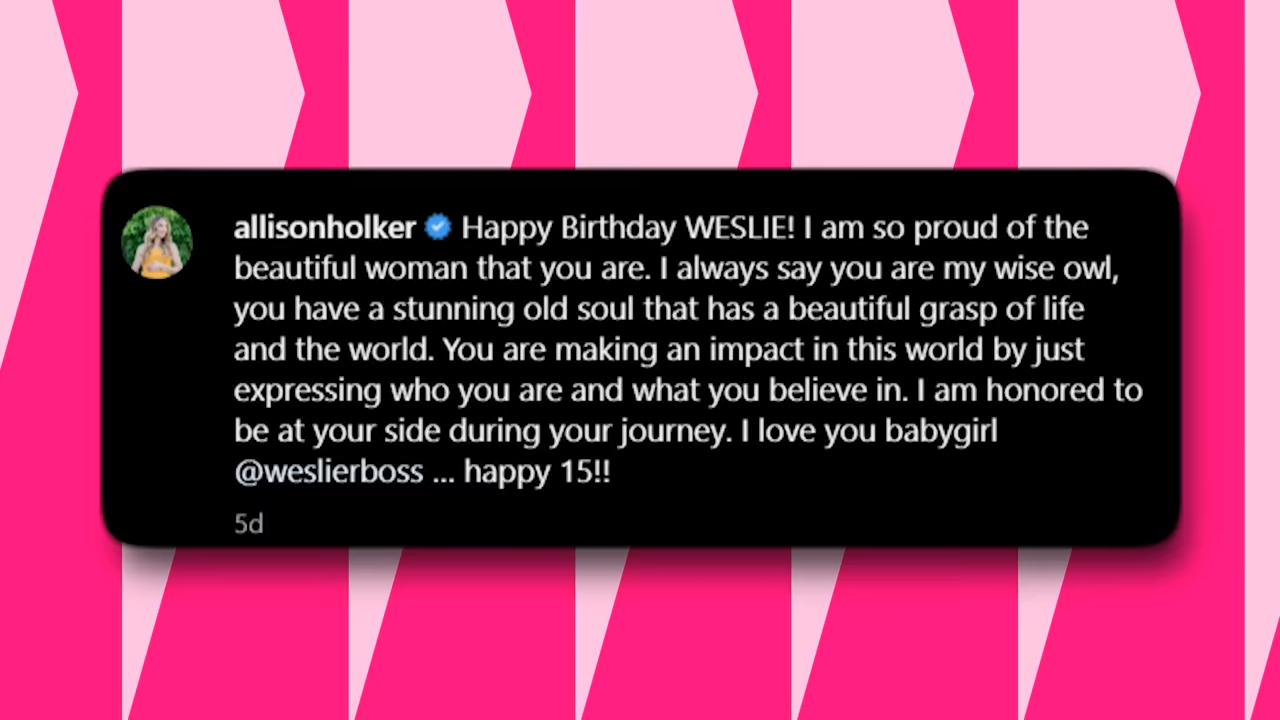 allisonholker Happy Birthday WESLIE! I am so proud of the
beautiful woman that you are. I always say you are my wise owl,
you have a stunning old soul that has a beautiful grasp of life
and the world. You are making an impact in this world by just
expressing who you are and what you believe in. I am honored to
be at your side during your journey. I love you babygirl
@weslierboss ... happy 15!!
5d